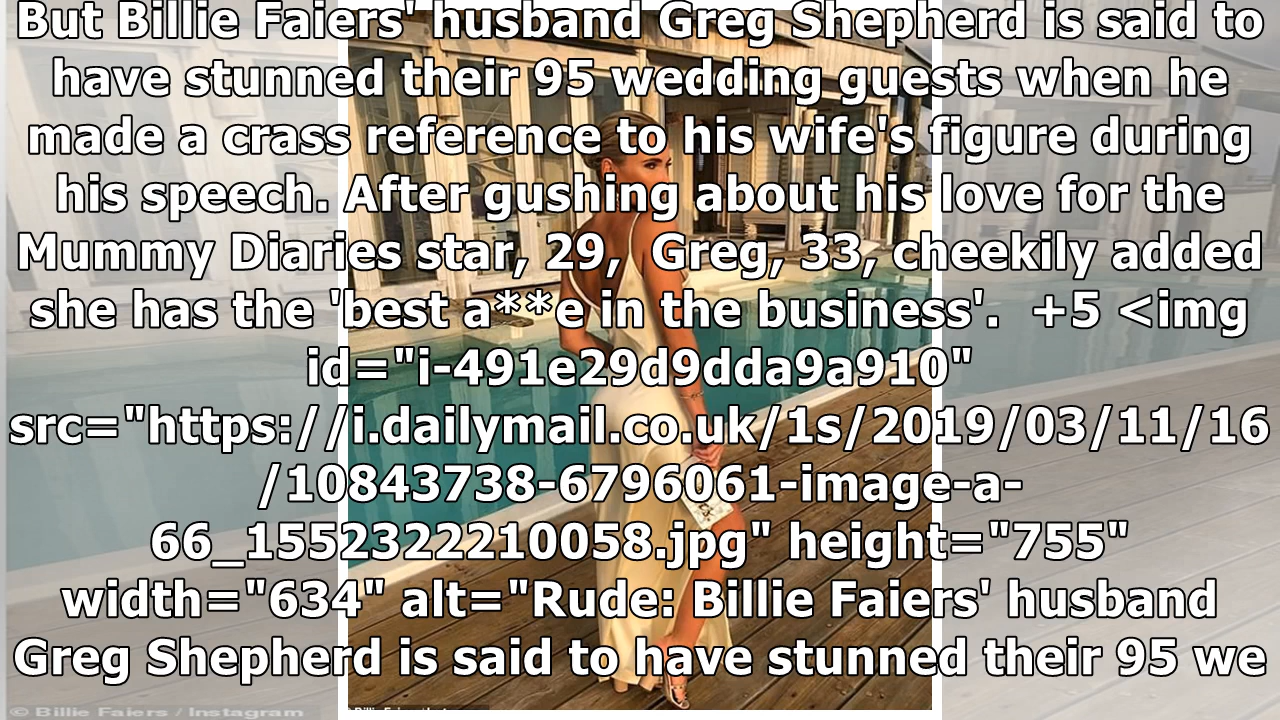 But Billie Faiers' husband Greg Shepherd is said to
have stunned their 95 wedding guests when he
made a crass reference to his wife's figure during
his speech. After gushing about his love for the
Mummy Diaries star, 29,  Greg, 33, cheekily added
she has the 'best a**e in the business'.  +5 <img
id="i-491e29d9dda9a910"
src="https://i.dailymail.co.uk/1s/2019/03/11/16
/10843738-6796061-image-a-
66_1552322210058.jpg" height="755"
width="634" alt="Rude: Billie Faiers' husband
Greg Shepherd is said to have stunned their 95 we
© Billie Faiers / Instagram